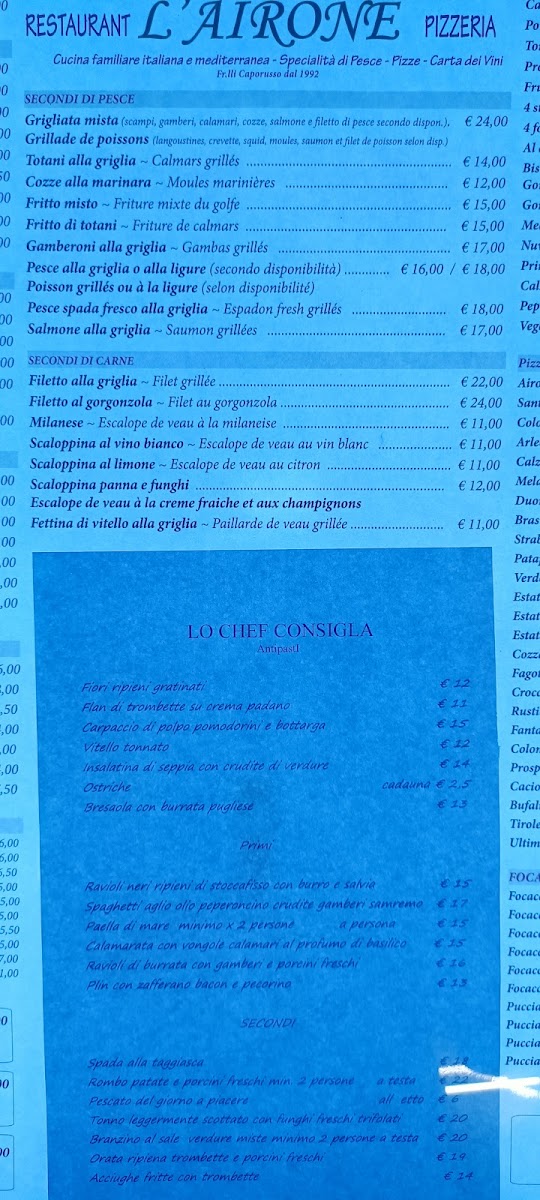 RESTAURANT L'AIRONE PIZZERIA
Cucina familiare italiana e mediterranea - Specialità di Pesce - Pizze - Carta dei Vini
Fr.lli Caporusso dal 1992
SECONDI DI PESCE
Grigliata mista (scampi, gamberi, calamari, cozze, salmone e filetto di pesce secondo dispon.). € 24,00
Grillade de poissons (langoustines, crevette, squid, moules, saumon et filet de poisson selon disp.)
Totani alla griglia ~ Calmars grillés € 14,00
Cozze alla marinara ~ Moules marinières € 12,00
Fritto misto ~ Friture mixte du golfe € 15,00
Fritto di totani ~ Friture de calmars € 15,00
Gamberoni alla griglia ~ Gambas grillés € 17,00
Pesce alla griglia o alla ligure (secondo disponibilità) € 16,00 / € 18,00
Poisson grillés ou à la ligure (selon disponibilité)
Pesce spada fresco alla griglia ~ Espadon fresh grillés € 18,00
Salmone alla griglia ~ Saumon grillées € 17,00
SECONDI DI CARNE
Filetto alla griglia ~ Filet grillée € 22,00
Filetto al gorgonzola ~ Filet au gorgonzola € 24,00
Milanese ~ Escalope de veau à la milaneise € 11,00
Scaloppina al vino bianco ~ Escalope de veau au vin blanc € 11,00
Scaloppina al limone ~ Escalope de veau au citron € 11,00
Scaloppina panna e funghi € 12,00
Escalope de veau à la creme fraiche et aux champignons
Fettina di vitello alla griglia ~ Paillarde de veau grillée € 11,00
LO CHEF CONSIGLA
Antipasti
Fiori ripieni gratinati € 12
Flan di trombette su crema padano € 11
Carpaccio di polpo pomodorini e bottarga € 15
Vitello tonnato € 12
Insalatina di seppia con crudite di verdure € 14
Ostriche cadauna € 2,5
Bresaola con burrata pugliese € 13
Primi
Ravioli neri ripieni di stoccafisso con burro e salvia € 15
Spaghetti aglio olio peperoncino crudite gamberi samremo € 17
Paella di mare minimo x 2 persone a persona € 15
Calamarata con vongole calamari al profumo di basilico € 15
Ravioli di burrata con gamberi e porcini freschi € 16
Plin con zafferano bacon e pecorino € 13
SECONDI
Spada alla taggiasca € 18
Rombo patate e porcini freschi min. 2 persone a testa €
Pescato del giorno a piacere all' etto € 6
Tonno leggermente scottato con funghi freschi trifolati € 20
Branzino al sale verdure miste minimo 2 persone a testa € 20
Orata ripiena trombette e porcini freschi € 19
Acciughe fritte con trombette € 14